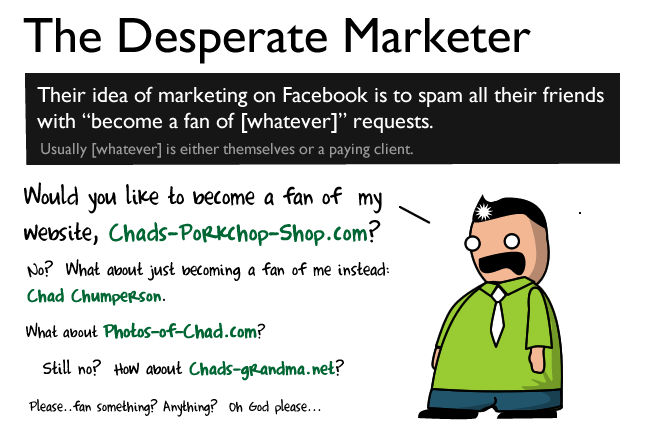 The Desperate Marketer
Their idea of marketing on Facebook is to spam all their friends
with “become a fan of [whatever]” requests.
Usually [whatever] is either themselves or a paying client.
Would you like to become a fan of my
website, Chads-Porkchop-Shop.com?
No? What about just becoming a fan of me instead:
Chad Chumperson.
What about Photos-of-Chad.com?
Still no? How about Chads-grandma.net?
Please..fan something? Anything? Oh God please...